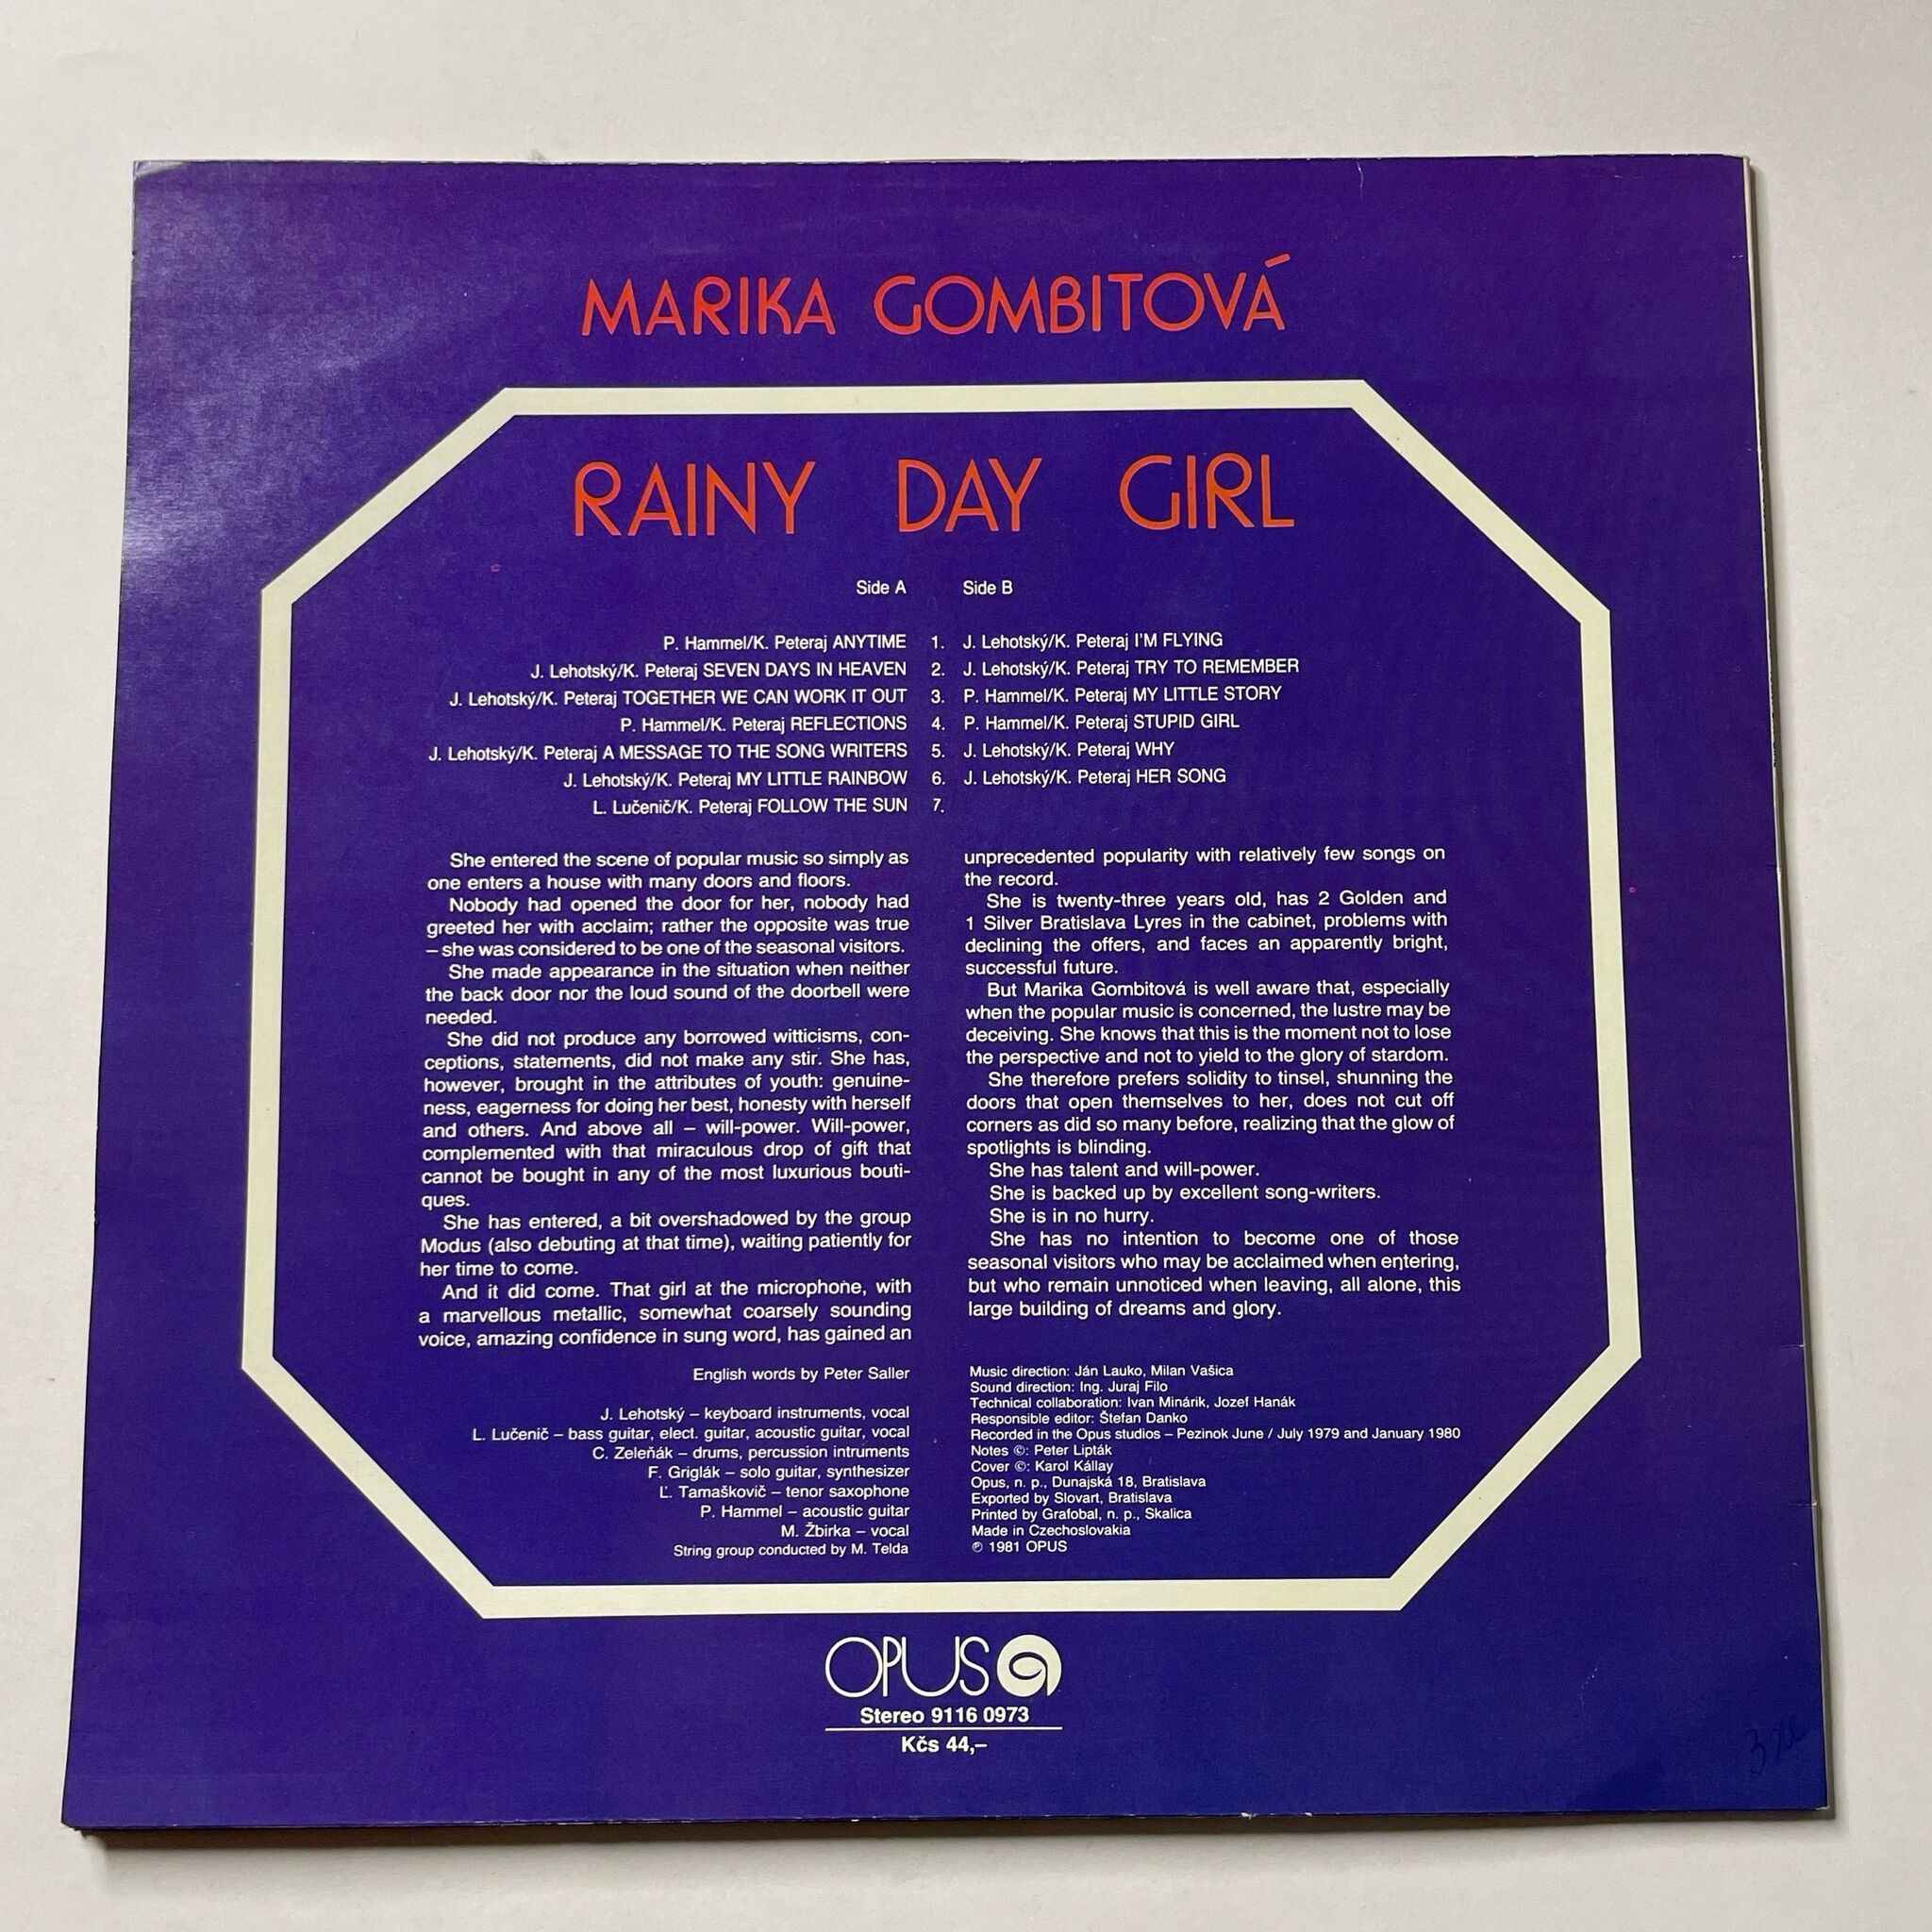 MARIKA GOMBITOVÁ
RAINY DAY GIRL
Side A
P. Hammel/K. Peteraj ANYTIME 1.
J. Lehotský/K. Peteraj SEVEN DAYS IN HEAVEN 2.
J. Lehotský/K. Peteraj TOGETHER WE CAN WORK IT OUT 3.
P. Hammel/K. Peteraj REFLECTIONS 4.
J. Lehotský/K. Peteraj A MESSAGE TO THE SONG WRITERS 5.
J. Lehotský/K. Peteraj MY LITTLE RAINBOW 6.
L. Lučenič/K. Peteraj FOLLOW THE SUN 7.
Side B
J. Lehotský/K. Peteraj I'M FLYING
J. Lehotský/K. Peteraj TRY TO REMEMBER
P. Hammel/K. Peteraj MY LITTLE STORY
P. Hammel/K. Peteraj STUPID GIRL
J. Lehotský/K. Peteraj WHY
J. Lehotský/K. Peteraj HER SONG
She entered the scene of popular music so simply as
one enters a house with many doors and floors.
Nobody had opened the door for her, nobody had
greeted her with acclaim; rather the opposite was true
– she was considered to be one of the seasonal visitors.
She made appearance in the situation when neither
the back door nor the loud sound of the doorbell were
needed.
She did not produce any borrowed witticisms, con-
ceptions, statements, did not make any stir. She has,
however, brought in the attributes of youth: genuine-
ness, eagerness for doing her best, honesty with herself
and others. And above all – will-power. Will-power,
complemented with that miraculous drop of gift that
cannot be bought in any of the most luxurious bouti-
ques.
She has entered, a bit overshadowed by the group
Modus (also debuting at that time), waiting patiently for
her time to come.
And it did come. That girl at the microphone, with
a marvellous metallic, somewhat coarsely sounding
voice, amazing confidence in sung word, has gained an
unprecedented popularity with relatively few songs on
the record.
She is twenty-three years old, has 2 Golden and
1 Silver Bratislava Lyres in the cabinet, problems with
declining the offers, and faces an apparently bright,
successful future.
But Marika Gombitová is well aware that, especially
when the popular music is concerned, the lustre may be
deceiving. She knows that this is the moment not to lose
the perspective and not to yield to the glory of stardom.
She therefore prefers solidity to tinsel, shunning the
doors that open themselves to her, does not cut off
corners as did so many before, realizing that the glow of
spotlights is blinding.
She has talent and will-power.
She is backed up by excellent song-writers.
She is in no hurry.
She has no intention to become one of those
seasonal visitors who may be acclaimed when entering,
but who remain unnoticed when leaving, all alone, this
large building of dreams and glory.
English words by Peter Saller
J. Lehotský – keyboard instruments, vocal
L. Lučenič – bass guitar, elect. guitar, acoustic guitar, vocal
C. Zeleňák – drums, percussion intruments
F. Griglák – solo guitar, synthesizer
Ľ. Tamaškovič – tenor saxophone
P. Hammel – acoustic guitar
M. Žbirka – vocal
String group conducted by M. Telda
Music direction: Ján Lauko, Milan Vašica
Sound direction: Ing. Juraj Filo
Technical collaboration: Ivan Minárik, Jozef Hanák
Responsible editor: Štefan Danko
Recorded in the Opus studios – Pezinok June / July 1979 and January 1980
Notes ©: Peter Lipták
Cover ©: Karol Kállay
Opus, n. p., Dunajská 18, Bratislava
Exported by Slovart, Bratislava
Printed by Grafobal, n. p., Skalica
Made in Czechoslovakia
℗ 1981 OPUS
OPUS
Stereo 9116 0973
Kčs 44,–